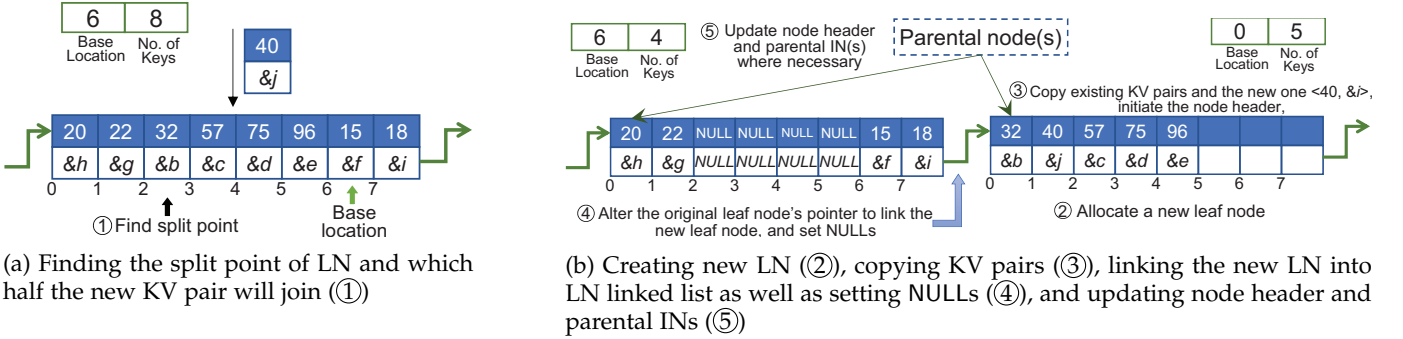 6 8
Base Location
No. of Keys
40
&j
20 22 32 57 75 96 15 18
&h &g &b &c &d &e &f &i
0 1 2 3 4 5 6 7
①Find split point
Base location
(a) Finding the split point of LN and which
half the new KV pair will join (①)
6 4
Base Location
No. of Keys
⑤ Update node header
and parental IN(s)
where necessary
Parental node(s)
0 5
Base Location
No. of Keys
③ Copy existing KV pairs and the new one <40, &i>,
initiate the node header,
20 22 NULL NULL NULL NULL 15 18
&h &g NULL NULL NULL NULL &f &i
0 1 2 3 4 5 6 7
32 40 57 75 96
&b &j &c &d &e
0 1 2 3 4 5 6 7
④ Alter the original leaf node's pointer to link the
new leaf node, and set NULLs
② Allocate a new leaf node
(b) Creating new LN (②), copying KV pairs (③), linking the new LN into
LN linked list as well as setting NULLs (④), and updating node header and
parental INs (⑤)